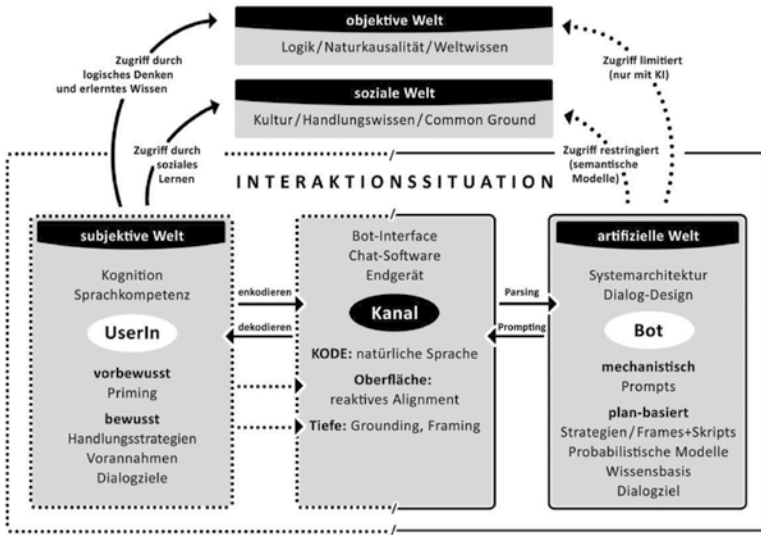 objektive Welt
Logik/Naturkausalität/Weltwissen
Zugriff durch
logisches Denken
und erlerntes Wissen
Zugriff limitiert
(nur mit KI)
soziale Welt
Kultur/Handlungswissen/Common Ground
Zugriff durch
soziales
Lernen
Zugriff restringiert
(semantische
Modelle)
INTERAKTIONSSITUATION
subjektive Welt
Kognition
Sprachkompetenz
UserIn
vorbewusst
Priming
bewusst
Handlungsstrategien
Vorannahmen
Dialogziele
enkodieren
dekodieren
Bot-Interface
Chat-Software
Endgerät
Kanal
KODE: natürliche Sprache
Oberfläche:
reaktives Alignment
Tiefe: Grounding, Framing
Parsing
Prompting
artifizielle Welt
Systemarchitektur
Dialog-Design
Bot
mechanistisch
Prompts
plan-basiert
Strategien/Frames+Skripts
Probabilistische Modelle
Wissensbasis
Dialogziel